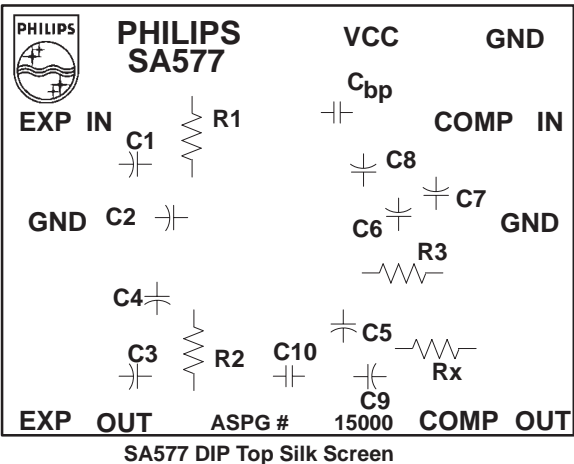 PHILIPS
PHILIPS
SA577
VCC
GND
Cbp
EXP IN
R1
COMP IN
C1
C8
C7
GND
C2
C6
GND
R3
C4
C5
C3
R2
C10
Rx
C9
EXP OUT
ASPG # 15000
COMP OUT
SA577 DIP Top Silk Screen